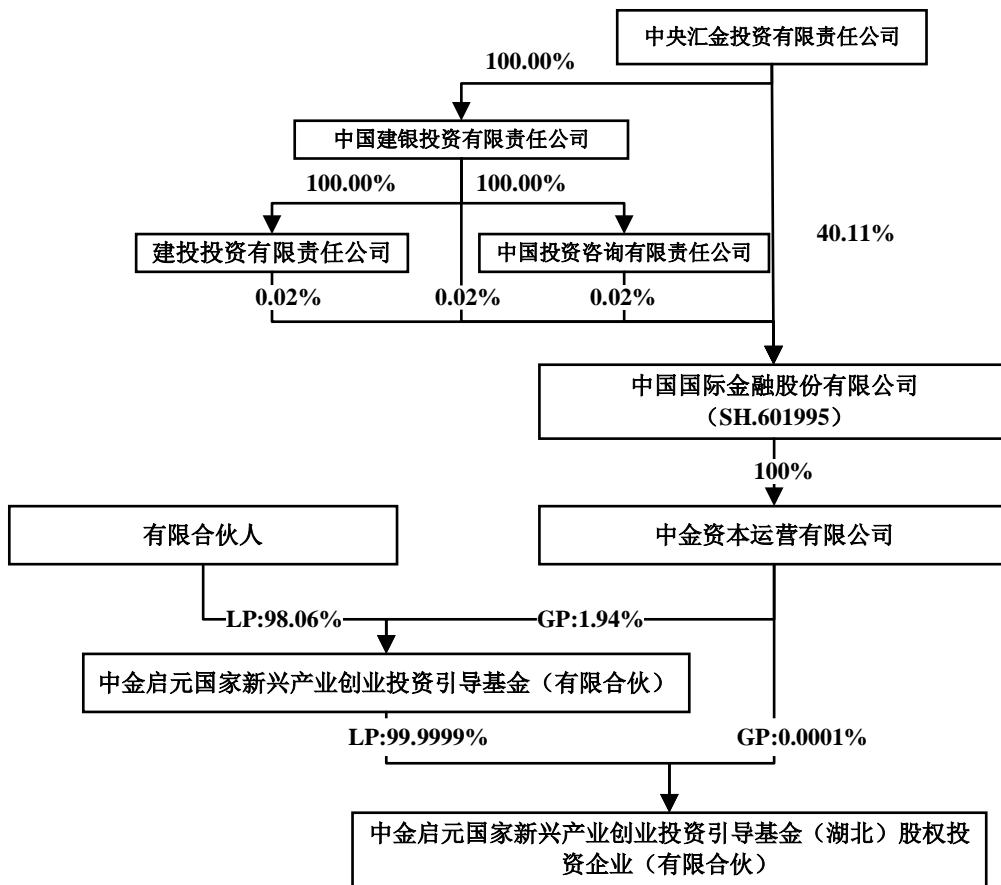 中央汇金投资有限责任公司
100.00%
中国建银投资有限责任公司
100.00%
100.00%
建投投资有限责任公司
中国投资咨询有限责任公司
40.11%
0.02%
0.02%
0.02%
中国国际金融股份有限公司
（SH.601995）
100%
有限合伙人
中金资本运营有限公司
LP:98.06%
GP:1.94%
中金启元国家新兴产业创业投资引导基金（有限合伙）
LP:99.9999%
GP:0.0001%
中金启元国家新兴产业创业投资引导基金（湖北）股权投
资企业（有限合伙）